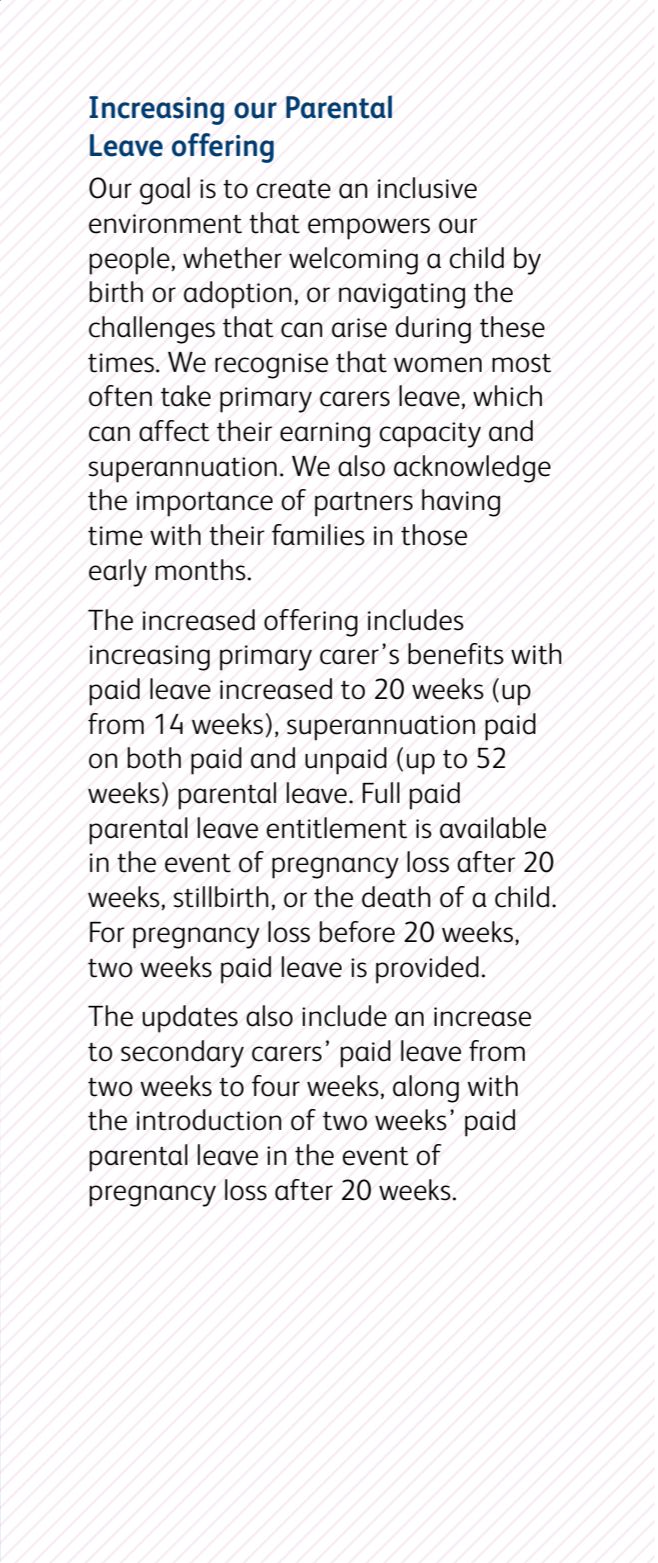 Increasing our Parental
Leave offering
Our goal is to create an inclusive
environment that empowers our
people, whether welcoming a child by
birth or adoption, or navigating the
challenges that can arise during these
times. We recognise that women most
often take primary carers leave, which
can affect their earning capacity and
superannuation. We also acknowledge
the importance of partners having
time with their families in those
early months.
The increased offering includes
increasing primary carer’s benefits with
paid leave increased to 20 weeks (up
from 14 weeks), superannuation paid
on both paid and unpaid (up to 52
weeks) parental leave. Full paid
parental leave entitlement is available
in the event of pregnancy loss after 20
weeks, stillbirth, or the death of a child.
For pregnancy loss before 20 weeks,
two weeks paid leave is provided.
The updates also include an increase
to secondary carers’ paid leave from
two weeks to four weeks, along with
the introduction of two weeks’ paid
parental leave in the event of
pregnancy loss after 20 weeks.